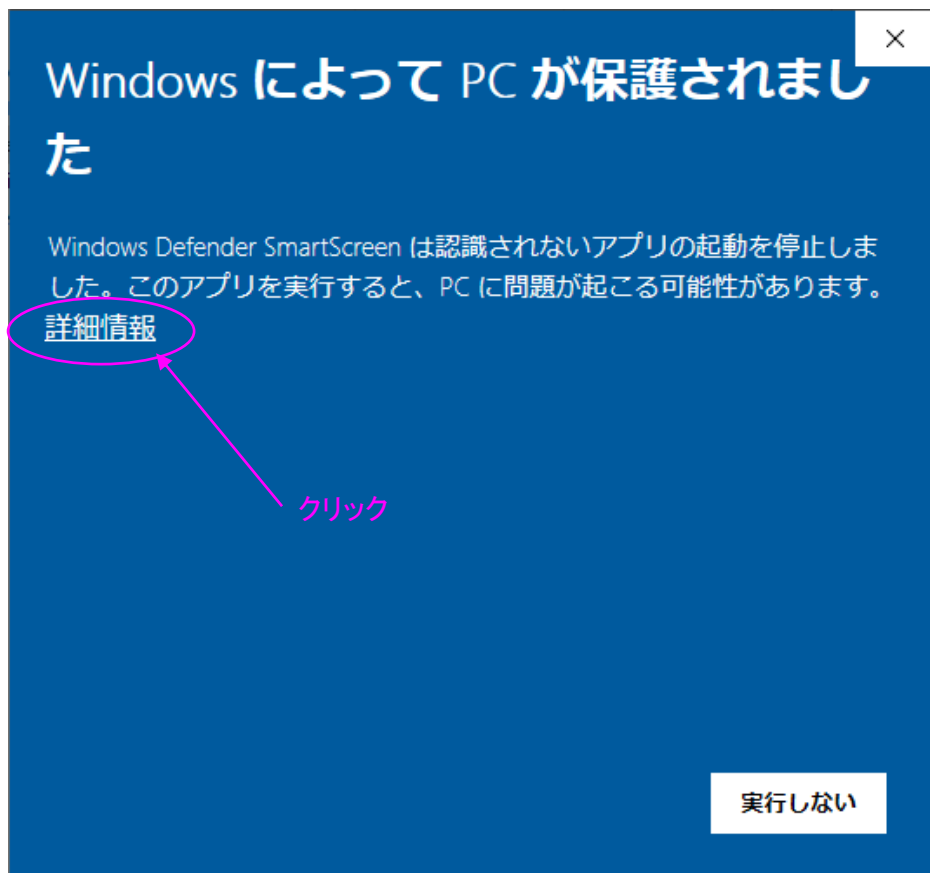 Windows によって PC が保護されまし
た
Windows Defender SmartScreen は認識されないアプリの起動を停止しま
した。このアプリを実行すると、PC に問題が起こる可能性があります。
詳細情報
クリック
実行しない